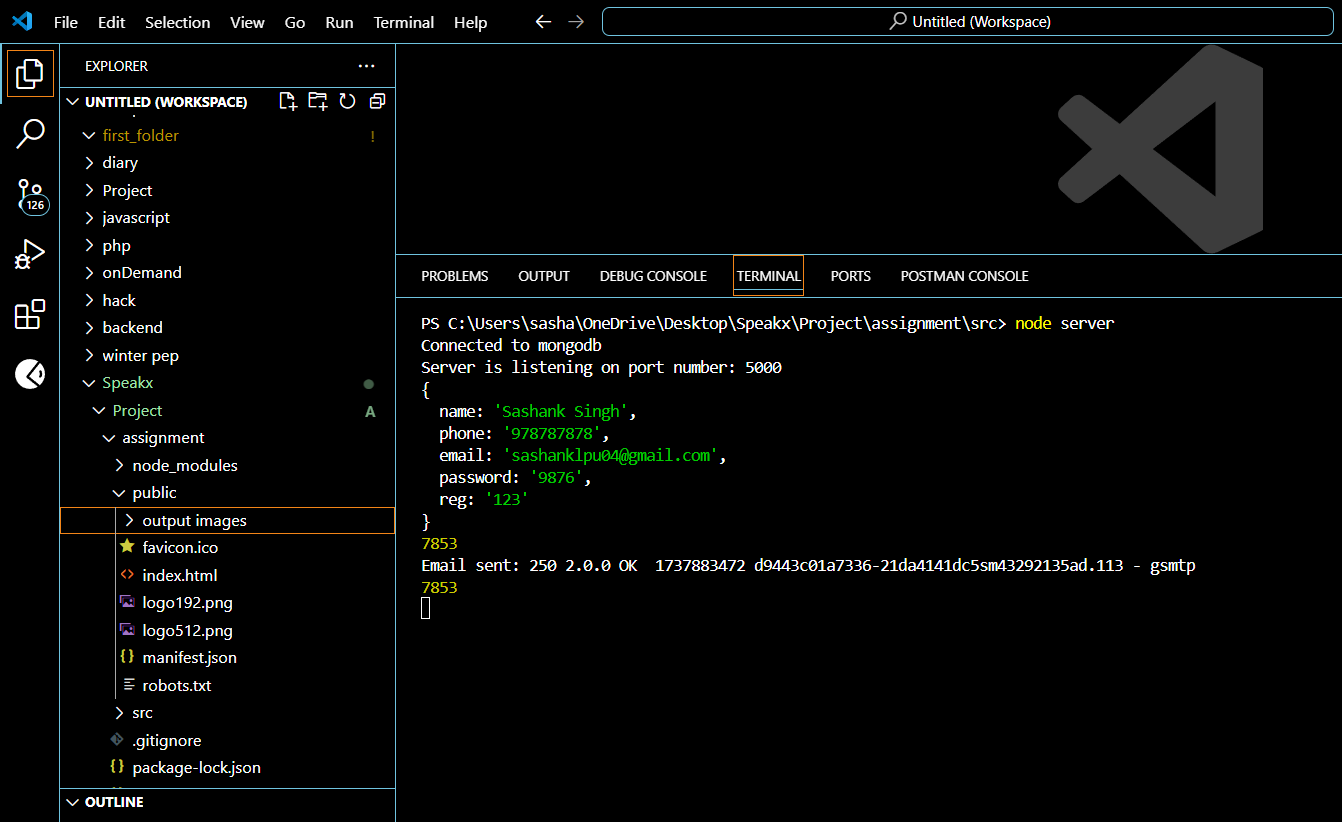 File Edit Selection View Go Run Terminal Help
Untitled (Workspace)
EXPLORER
UNTITLED (WORKSPACE)
first_folder !
diary
Project
javascript
php
onDemand
hack
backend
winter pep
Speakx
Project A
assignment
node_modules
public
output images
favicon.ico
index.html
logo192.png
logo512.png
manifest.json
robots.txt
src
.gitignore
package-lock.json
OUTLINE
126
PROBLEMS OUTPUT DEBUG CONSOLE TERMINAL PORTS POSTMAN CONSOLE
PS C:\Users\sasha\OneDrive\Desktop\Speakx\Project\assignment\src> node server
Connected to mongodb
Server is listening on port number: 5000
{
  name: 'Sashank Singh',
  phone: '978787878',
  email: 'sashanklpu04@gmail.com',
  password: '9876',
  reg: '123'
}
7853
Email sent: 250 2.0.0 OK  1737883472 d9443c01a7336-21da4141dc5sm43292135ad.113 - gsmtp
7853